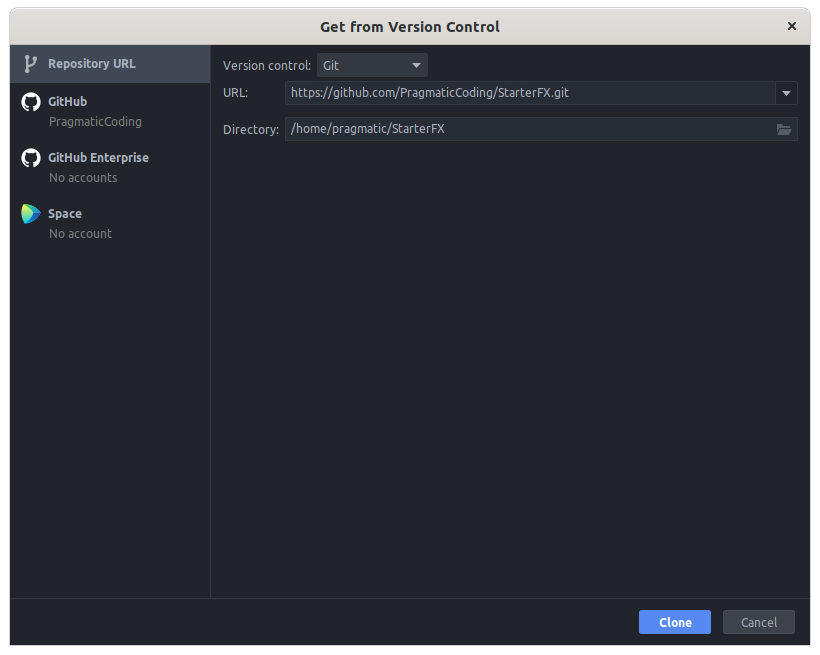 Get from Version Control
Repository URL
GitHub
PragmaticCoding
GitHub Enterprise
No accounts
Space
No account
Version control: Git
URL: https://github.com/PragmaticCoding/StarterFX.git
Directory: /home/pragmatic/StarterFX
Clone Cancel